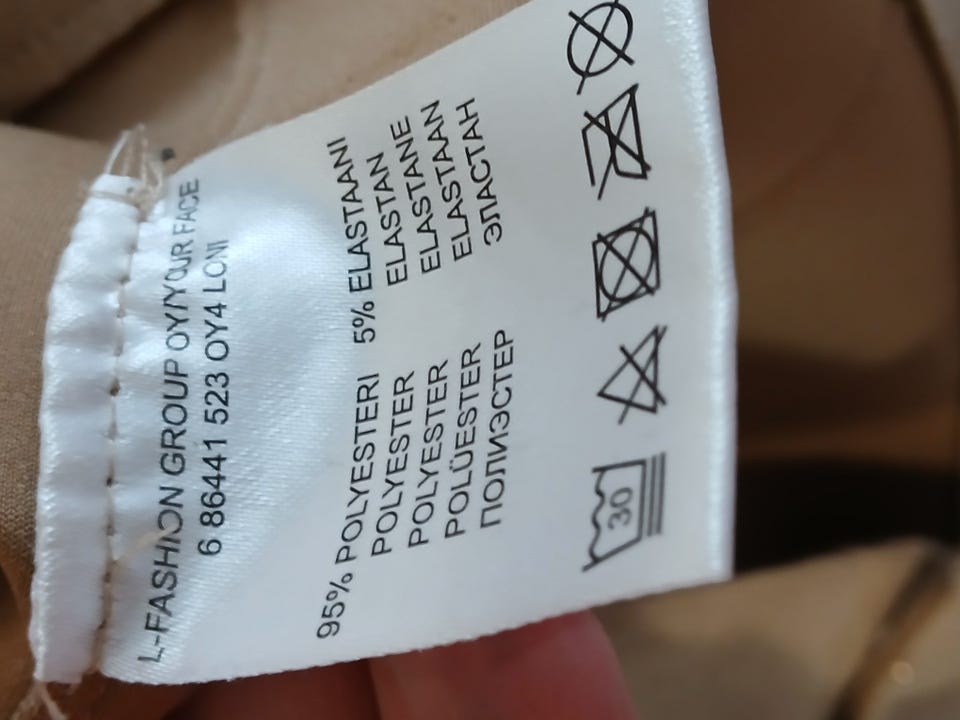 L-FASHION GROUP OY/YOUR FACE
6 86441 523 OY4 LONI
95% POLYESTERI 5% ELASTAANI
POLYESTER ELASTAN
POLYESTER ELASTANE
POLÜESTER ELASTAAN
ПОЛИЭСТЕР ЭЛАСТАН
30